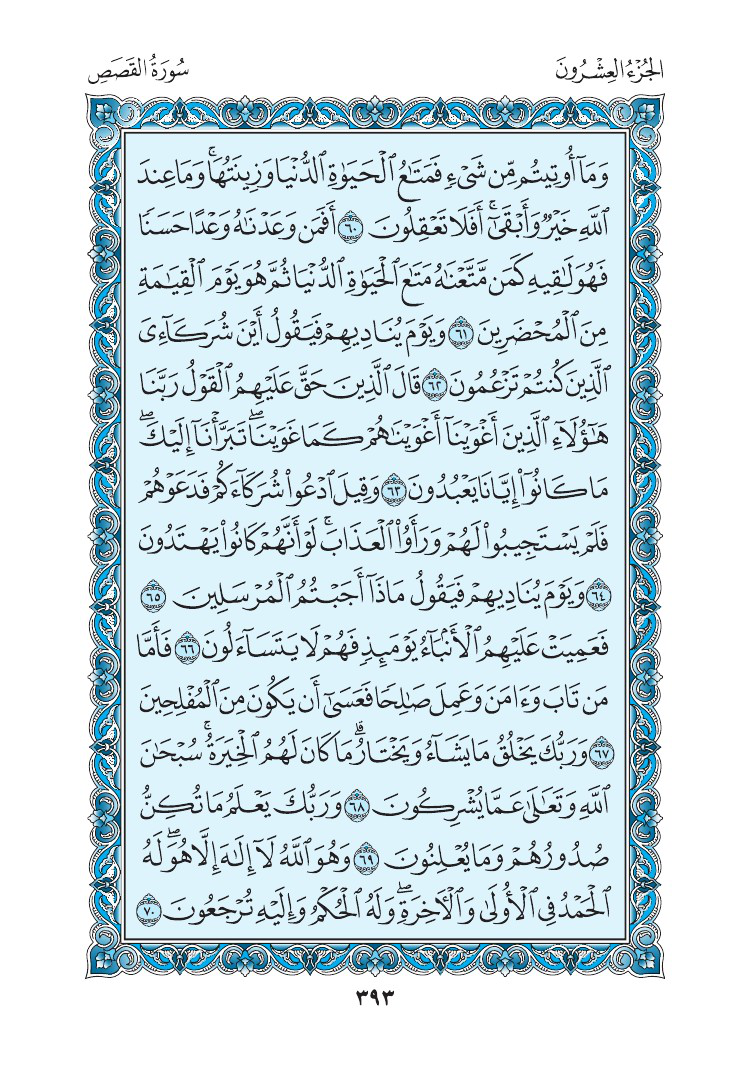 الجُزْءُ العِشْرُونَ
سُورَةُ القَصَصِ
وَمَآ أُوتِيتُم مِّن شَىْءٍ فَمَتَٰعُ ٱلْحَيَوٰةِ ٱلدُّنْيَا وَزِينَتُهَاۚ وَمَا عِندَ
ٱللَّهِ خَيْرٌ وَأَبْقَىٰٓۚ أَفَلَا تَعْقِلُونَ ٦٠ أَفَمَن وَعَدْنَٰهُ وَعْدًا حَسَنًا
فَهُوَ لَٰقِيهِ كَمَن مَّتَّعْنَٰهُ مَتَٰعَ ٱلْحَيَوٰةِ ٱلدُّنْيَا ثُمَّ هُوَ يَوْمَ ٱلْقِيَٰمَةِ
مِنَ ٱلْمُحْضَرِينَ ٦١ وَيَوْمَ يُنَادِيهِمْ فَيَقُولُ أَيْنَ شُرَكَآءِىَ
ٱلَّذِينَ كُنتُمْ تَزْعُمُونَ ٦٢ قَالَ ٱلَّذِينَ حَقَّ عَلَيْهِمُ ٱلْقَوْلُ رَبَّنَا
هَٰٓؤُلَآءِ ٱلَّذِينَ أَغْوَيْنَآ أَغْوَيْنَٰهُمْ كَمَا غَوَيْنَاۖ تَبَرَّأْنَآ إِلَيْكَۖ
مَا كَانُوٓا۟ إِيَّانَا يَعْبُدُونَ ٦٣ وَقِيلَ ٱدْعُوا۟ شُرَكَآءَكُمْ فَدَعَوْهُمْ
فَلَمْ يَسْتَجِيبُوا۟ لَهُمْ وَرَأَوُا۟ ٱلْعَذَابَۚ لَوْ أَنَّهُمْ كَانُوا۟ يَهْتَدُونَ
٦٤ وَيَوْمَ يُنَادِيهِمْ فَيَقُولُ مَاذَآ أَجَبْتُمُ ٱلْمُرْسَلِينَ ٦٥
فَعَمِيَتْ عَلَيْهِمُ ٱلْأَنۢبَآءُ يَوْمَئِذٍ فَهُمْ لَا يَتَسَآءَلُونَ ٦٦ فَأَمَّا
مَن تَابَ وَءَامَنَ وَعَمِلَ صَٰلِحًا فَعَسَىٰٓ أَن يَكُونَ مِنَ ٱلْمُفْلِحِينَ
٦٧ وَرَبُّكَ يَخْلُقُ مَا يَشَآءُ وَيَخْتَارُۗ مَا كَانَ لَهُمُ ٱلْخِيَرَةُۚ سُبْحَٰنَ
ٱللَّهِ وَتَعَٰلَىٰ عَمَّا يُشْرِكُونَ ٦٨ وَرَبُّكَ يَعْلَمُ مَا تُكِنُّ
صُدُورُهُمْ وَمَا يُعْلِنُونَ ٦٩ وَهُوَ ٱللَّهُ لَآ إِلَٰهَ إِلَّا هُوَۖ لَهُ
ٱلْحَمْدُ فِى ٱلْأُولَىٰ وَٱلْءَاخِرَةِۖ وَلَهُ ٱلْحُكْمُ وَإِلَيْهِ تُرْجَعُونَ ٧٠
٣٩٣